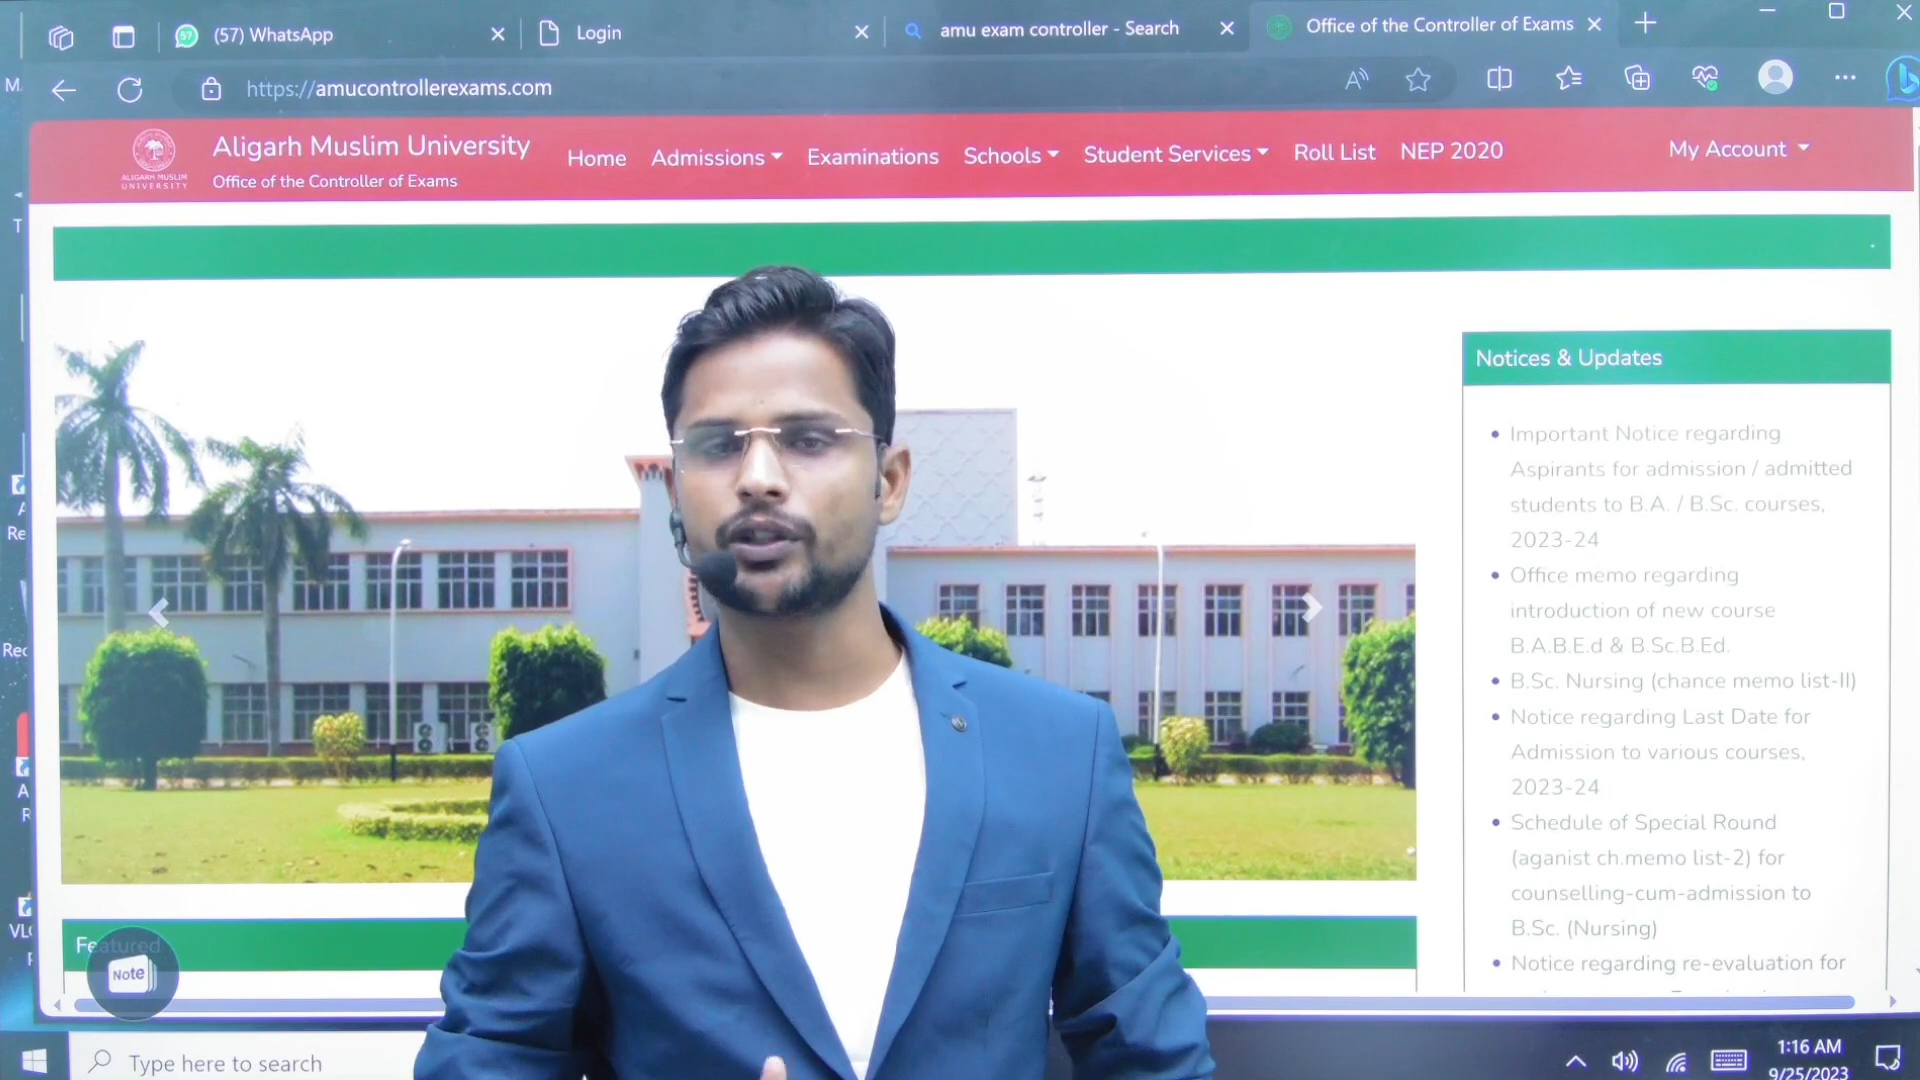 (57) WhatsApp
Login
amu exam controller - Search
Office of the Controller of Exams
https://amucontrollerexams.com
ALIGARH MUSLIM
UNIVERSITY
Aligarh Muslim University
Office of the Controller of Exams
Home
Admissions
Examinations
Schools
Student Services
Roll List
NEP 2020
My Account
Notices & Updates
Important Notice regarding
Aspirants for admission / admitted
students to B.A. / B.Sc. courses,
2023-24
Office memo regarding
introduction of new course
B.A.B.E.d & B.Sc.B.Ed.
B.Sc. Nursing (chance memo list-II)
Notice regarding Last Date for
Admission to various courses,
2023-24
Schedule of Special Round
(aganist ch.memo list-2) for
counselling-cum-admission to
B.Sc. (Nursing)
Notice regarding re-evaluation for
Featured
Note
Type here to search
1:16 AM
9/25/2023